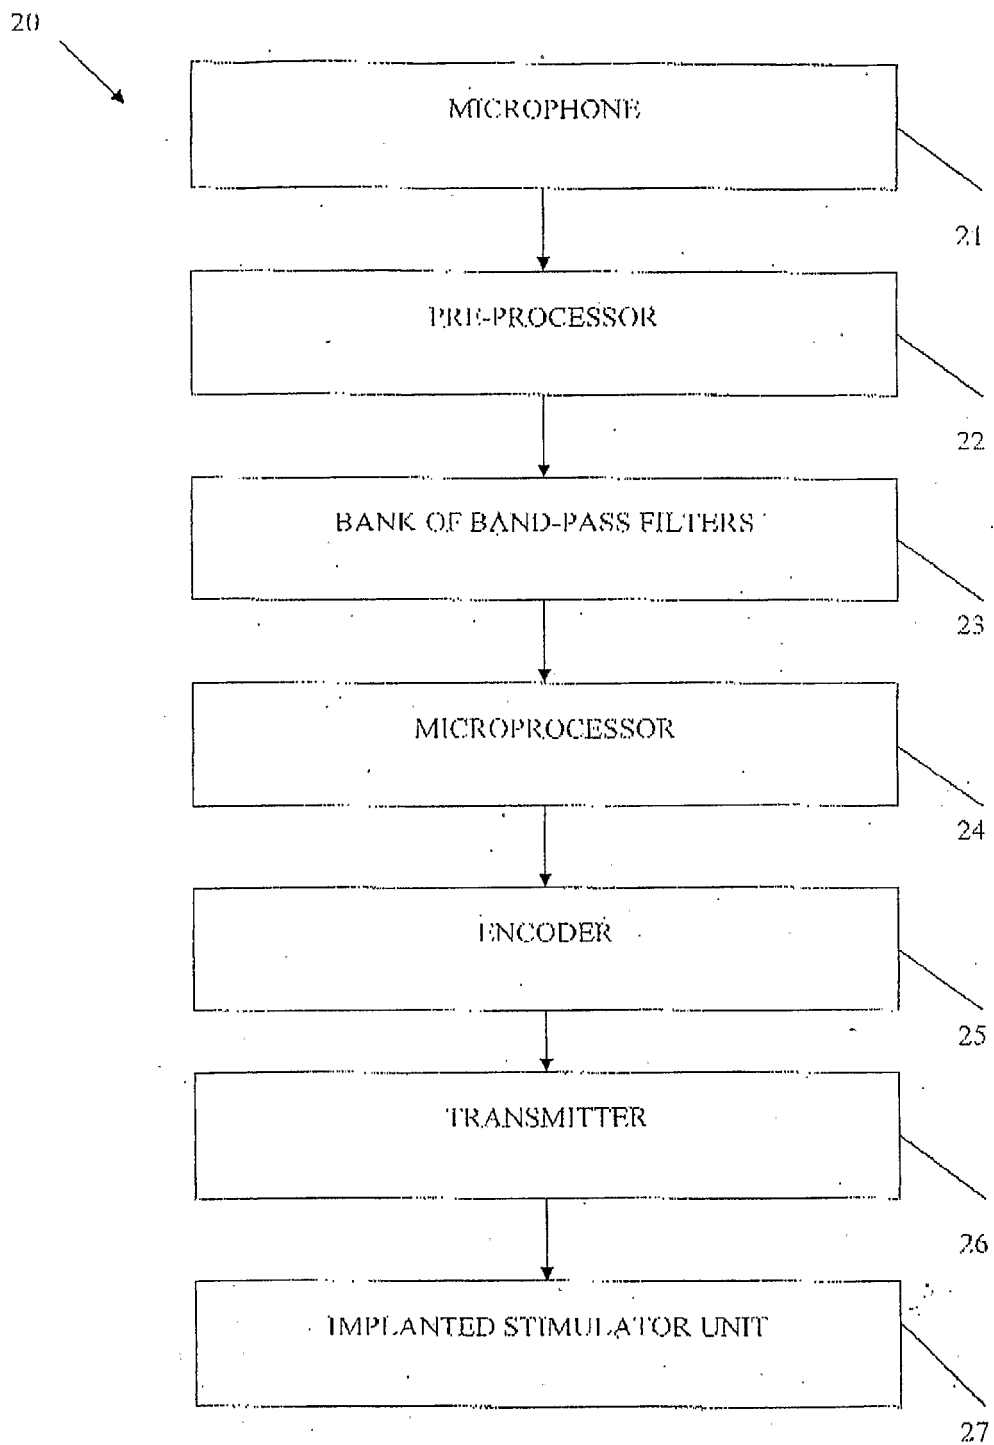 20
MICROPHONE
21
PRE-PROCESSOR
22
BANK OF BAND-PASS FILTERS
23
MICROPROCESSOR
24
ENCODER
25
TRANSMITTER
26
IMPLANTED STIMULATOR UNIT
27